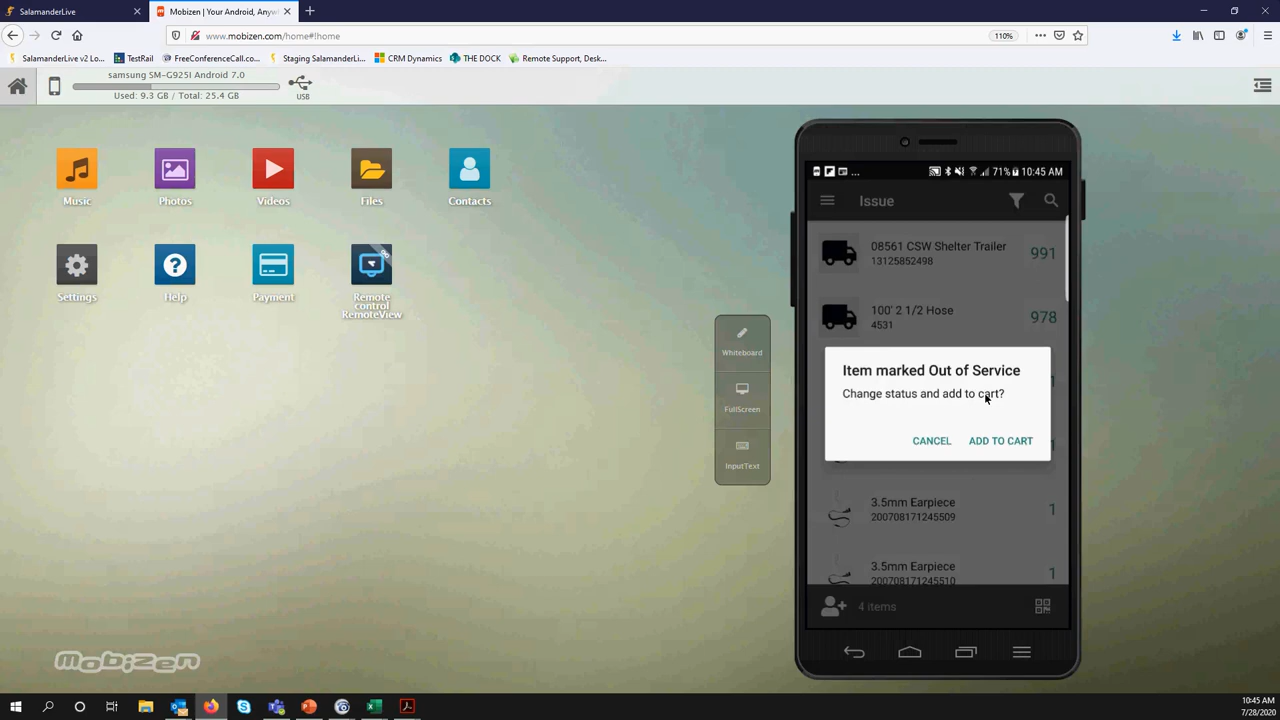 SalamanderLive
Mobizen | Your Android, Anyw
www.mobizen.com/home#!home
110%
SalamanderLive v2 Lo...
TestRail
FreeConferenceCall.co...
Staging SalamanderLi...
CRM Dynamics
THE DOCK
Remote Support, Desk...
samsung SM-G925I Android 7.0
Used: 9.3 GB / Total: 25.4 GB
USB
Music
Photos
Videos
Files
Contacts
Settings
Help
Payment
Remote
control
RemoteView
Whiteboard
FullScreen
InputText
71% 10:45 AM
Issue
08561 CSW Shelter Trailer
13125852498
991
100' 2 1/2 Hose
4531
978
Item marked Out of Service
Change status and add to cart?
CANCEL
ADD TO CART
3.5mm Earpiece
200708171245509
1
3.5mm Earpiece
200708171245510
1
4 items
mobizen
10:45 AM
7/28/2020